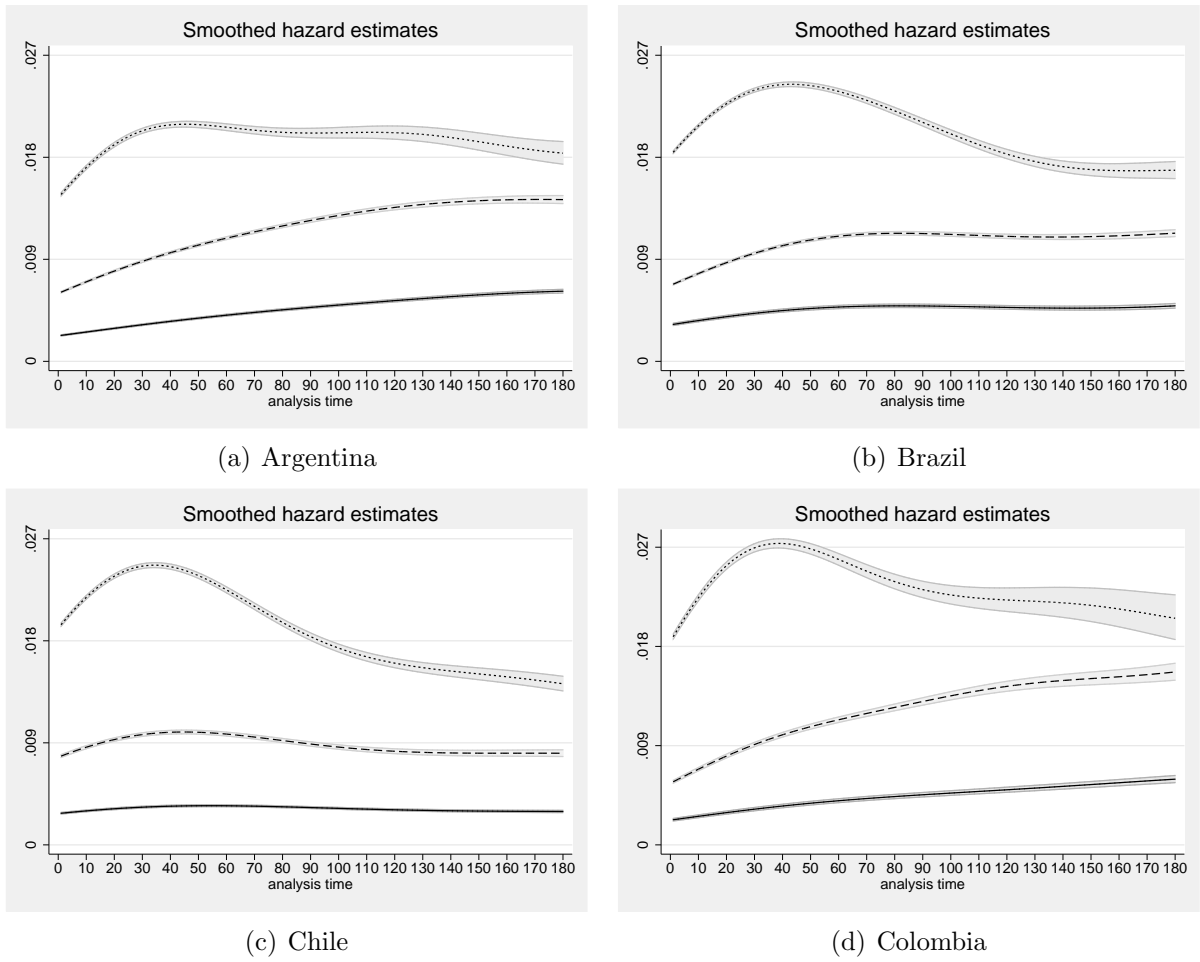 Smoothed hazard estimates
.027
.018
.009
0
0 10 20 30 40 50 60 70 80 90 100 110 120 130 140 150 160 170 180
analysis time
(a) Argentina
Smoothed hazard estimates
.027
.018
.009
0
0 10 20 30 40 50 60 70 80 90 100 110 120 130 140 150 160 170 180
analysis time
(b) Brazil
Smoothed hazard estimates
.027
.018
.009
0
0 10 20 30 40 50 60 70 80 90 100 110 120 130 140 150 160 170 180
analysis time
(c) Chile
Smoothed hazard estimates
.027
.018
.009
0
0 10 20 30 40 50 60 70 80 90 100 110 120 130 140 150 160 170 180
analysis time
(d) Colombia